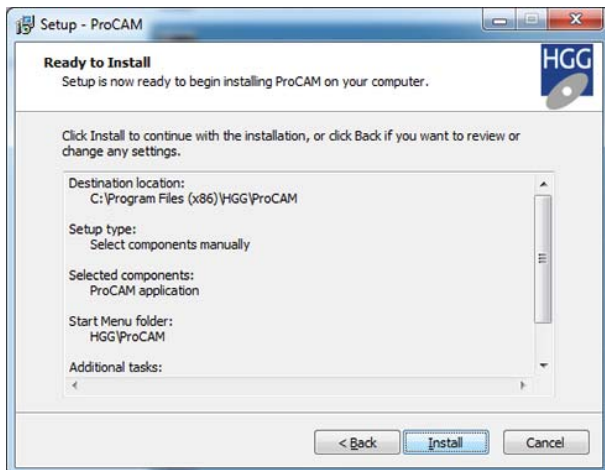 Setup - ProCAM
Ready to Install
Setup is now ready to begin installing ProCAM on your computer.
HGG
Click Install to continue with the installation, or click Back if you want to review or
change any settings.
Destination location:
C:\Program Files (x86)\HGG\ProCAM
Setup type:
Select components manually
Selected components:
ProCAM application
Start Menu folder:
HGG\ProCAM
Additional tasks:
< Back
Install
Cancel